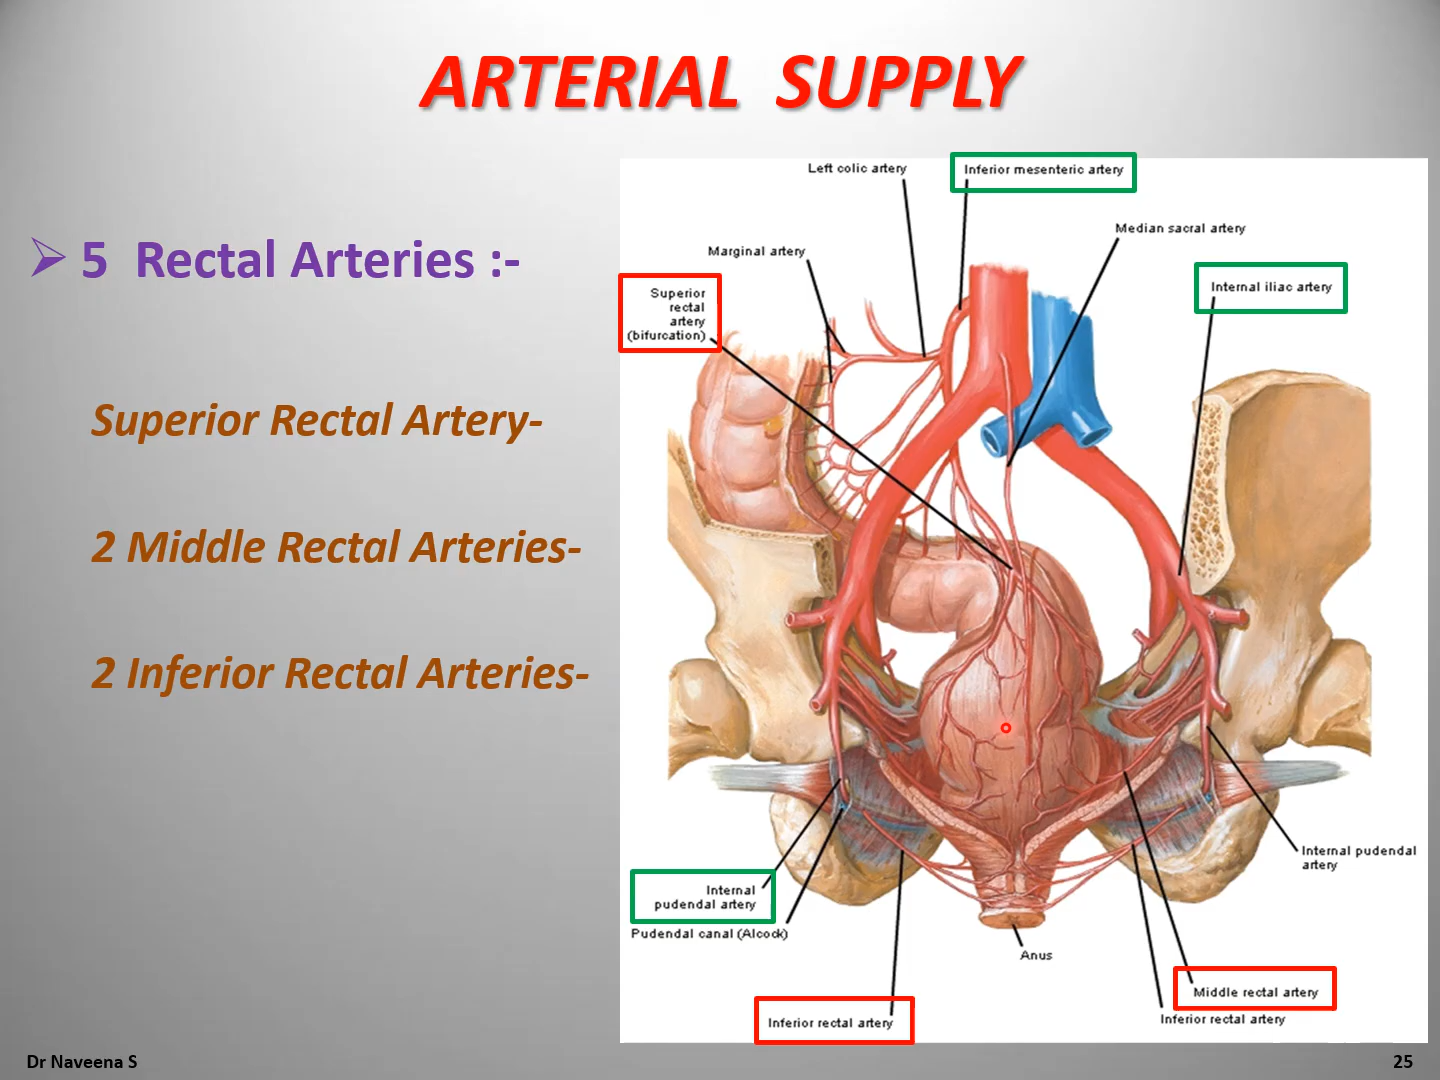 ARTERIAL SUPPLY
5 Rectal Arteries :-
Superior Rectal Artery-
2 Middle Rectal Arteries-
2 Inferior Rectal Arteries-
Left colic artery
Inferior mesenteric artery
Median sacral artery
Marginal artery
Internal iliac artery
Superior
rectal
artery
(bifurcation)
Internal pudendal
artery
Internal
pudendal artery
Pudendal canal (Alcock)
Anus
Middle rectal artery
Inferior rectal artery
Inferior rectal artery
Dr Naveena S
25